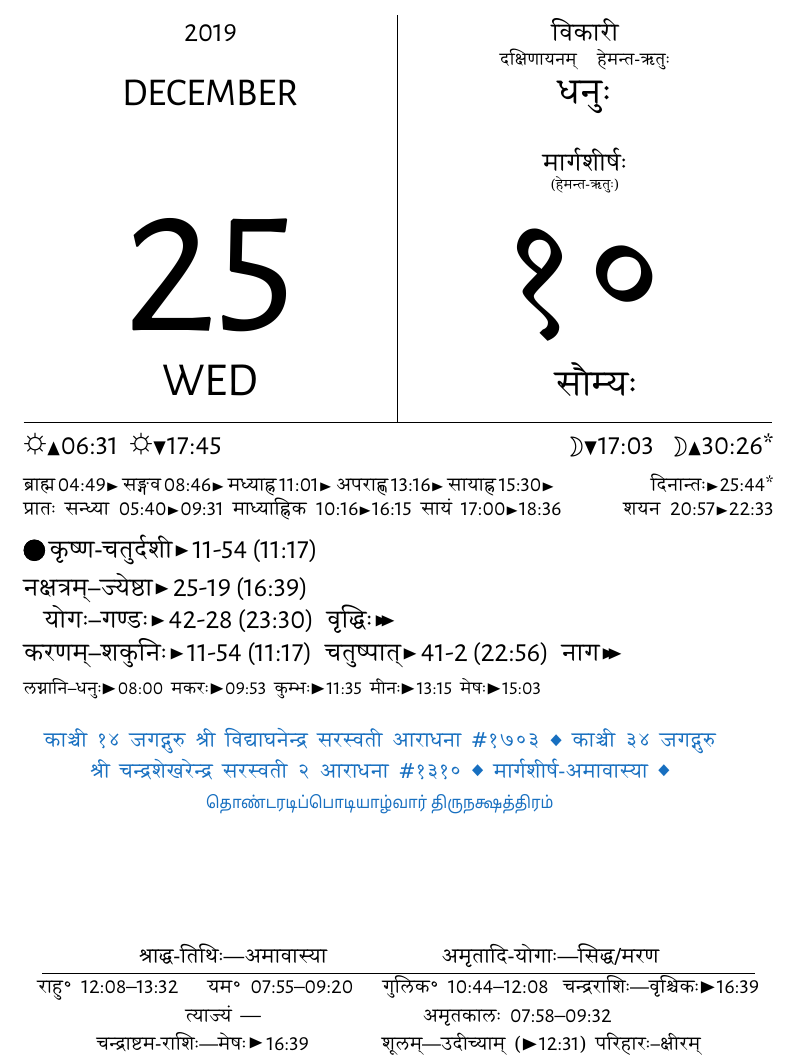 2019
DECEMBER
25
WED
विकारी
दक्षिणायनम् हेमन्त-ऋतुः
धनुः
मार्गशीर्षः
(हेमन्त-ऋतुः)
१०
सौम्यः
☼▲06:31 ☼▼17:45 ☽▼17:03 ☽▲30:26*
ब्राह्म04:49► सङ्गव08:46► मध्याह्न11:01► अपराह्ण13:16► सायाह्न15:30► दिनान्तः►25:44*
प्रातः सन्ध्या 05:40►09:31 माध्याह्निक 10:16►16:15 सायं 17:00►18:36 शयन 20:57►22:33
●कृष्ण-चतुर्दशी►11-54 (11:17)
नक्षत्रम्–ज्येष्ठा►25-19 (16:39)
योगः–गण्डः►42-28 (23:30) वृद्धिः►►
करणम्–शकुनिः►11-54 (11:17) चतुष्पात्►41-2 (22:56) नाग►►
लग्नानि–धनुः►08:00 मकरः►09:53 कुम्भः►11:35 मीनः►13:15 मेषः►15:03
काञ्ची १४ जगद्गुरु श्री विद्याघनेन्द्र सरस्वती आराधना #१७०३ ◆ काञ्ची ३४ जगद्गुरु
श्री चन्द्रशेखरेन्द्र सरस्वती २ आराधना #१३१० ◆ मार्गशीर्ष-अमावास्या ◆
தொண்டரடிப்பொடியாழ்வார் திருநக்ஷத்திரம்
श्राद्ध-तिथिः—अमावास्या अमृतादि-योगाः—सिद्ध/मरण
राहु॰ 12:08–13:32 यम॰ 07:55–09:20 गुलिक॰ 10:44–12:08 चन्द्रराशिः—वृश्चिकः►16:39
त्याज्यं — अमृतकालः 07:58–09:32
चन्द्राष्टम-राशिः—मेषः►16:39 शूलम्—उदीच्याम् (►12:31) परिहारः–क्षीरम्